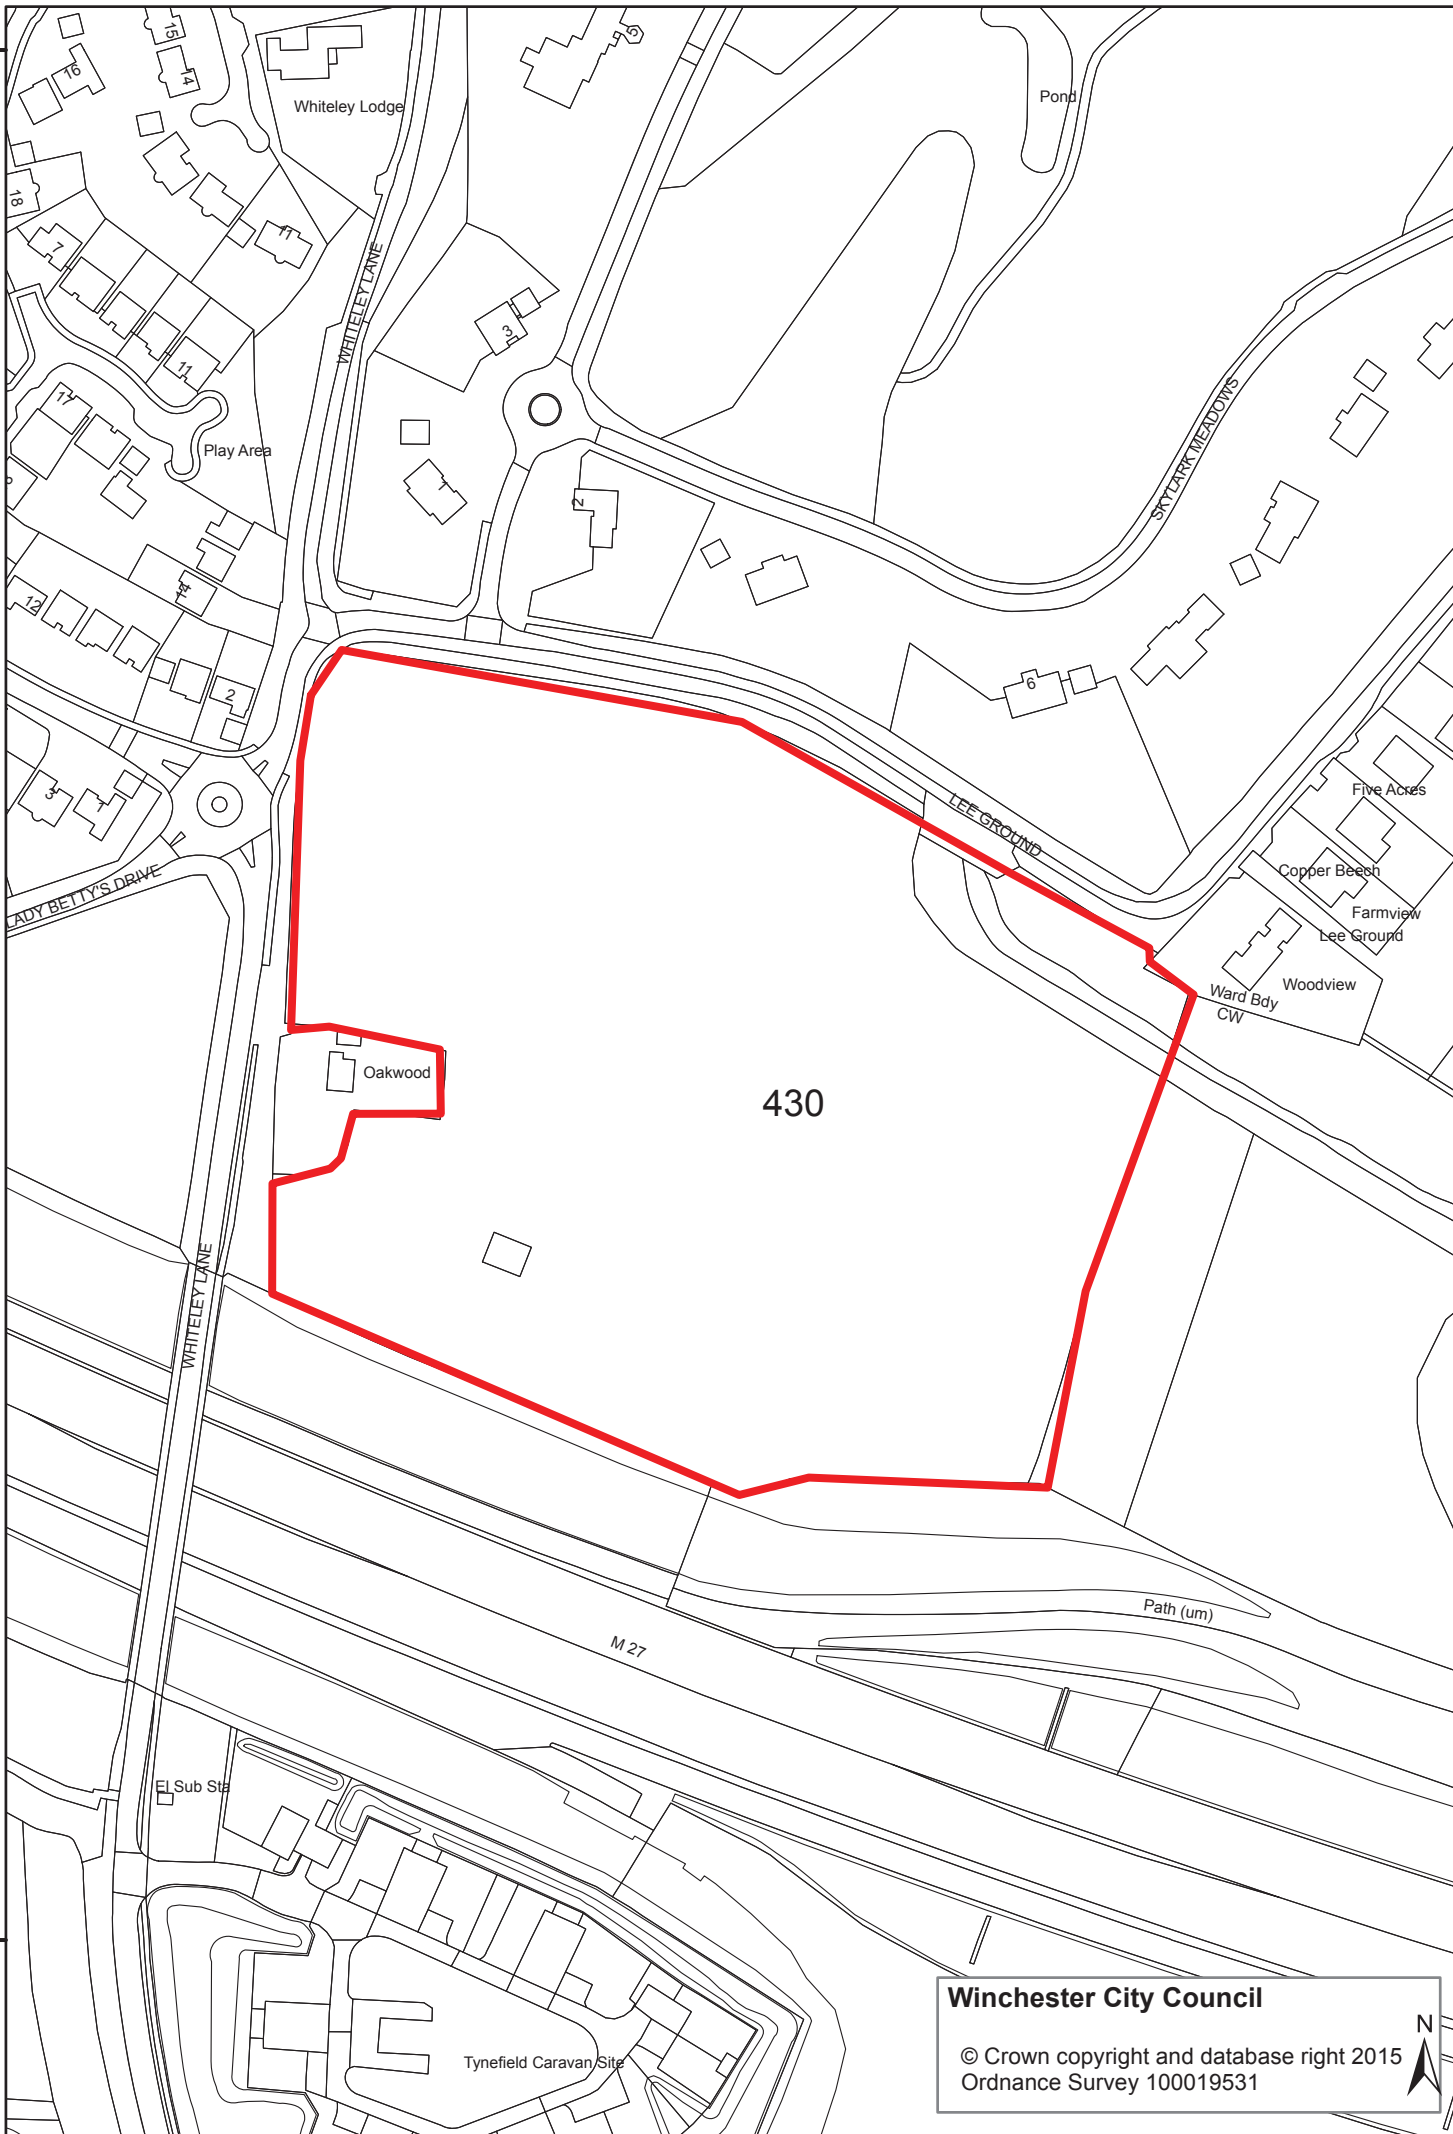 15
16
14
5
Whiteley Lodge
Pond
18
7
11
WHITELEY LANE
3
11
17
Play Area
SKYLARK MEADOWS
1
2
14
12
6
2
3
1
Five Acres
LEE GROUND
Copper Beech
LADY BETTY'S DRIVE
Farmview
Lee Ground
Woodview
Ward Bdy
CW
Oakwood
430
WHITELEY LANE
Path (um)
M 27
El Sub Sta
Tynefield Caravan Site
Winchester City Council
N
© Crown copyright and database right 2015
Ordnance Survey 100019531